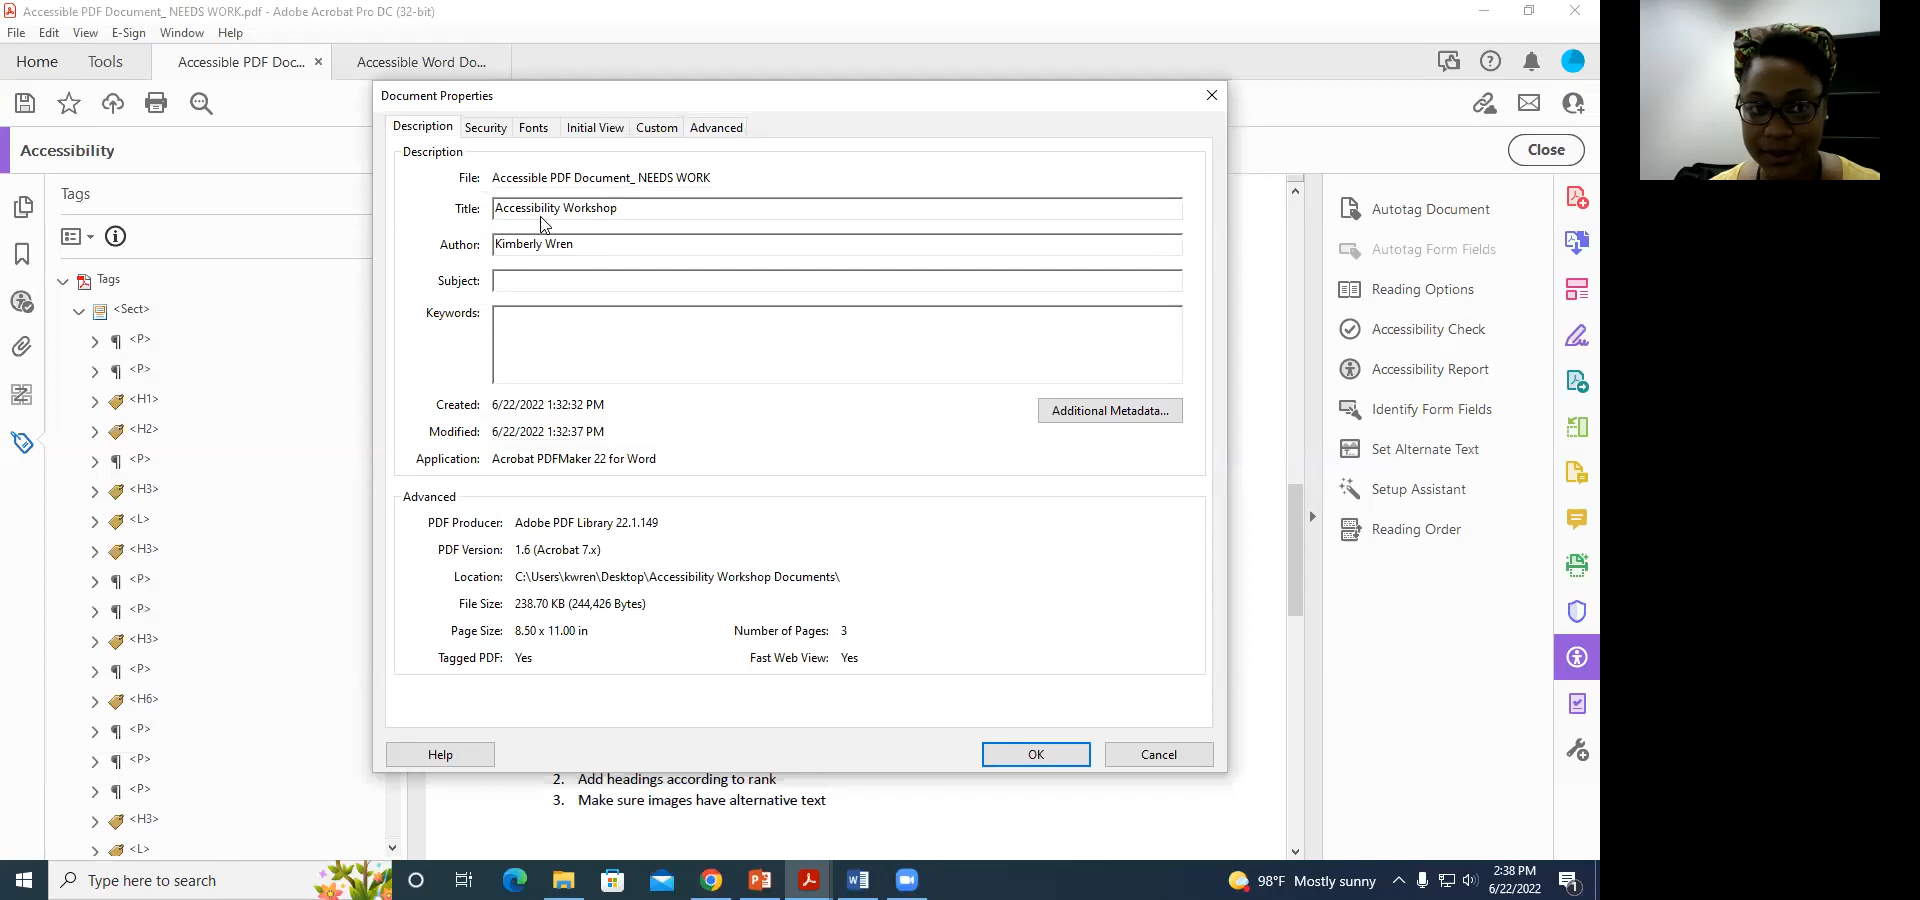 Accessible PDF Document_ NEEDS WORK.pdf - Adobe Acrobat Pro DC (32-bit)
File Edit View E-Sign Window Help
Home Tools Accessible PDF Doc... × Accessible Word Do...
Accessibility
Close
Tags
Tags
<Sect>
<P>
<P>
<H1>
<H2>
<P>
<H3>
<L>
<H3>
<P>
<P>
<H3>
<P>
<H6>
<P>
<P>
<P>
<H3>
<L>
Document Properties
Description Security Fonts Initial View Custom Advanced
Description
File: Accessible PDF Document_ NEEDS WORK
Title: Accessibility Workshop
Author: Kimberly Wren
Subject:
Keywords:
Created: 6/22/2022 1:32:32 PM
Additional Metadata...
Modified: 6/22/2022 1:32:37 PM
Application: Acrobat PDFMaker 22 for Word
Advanced
PDF Producer: Adobe PDF Library 22.1.149
PDF Version: 1.6 (Acrobat 7.x)
Location: C:\Users\kwren\Desktop\Accessibility Workshop Documents\
File Size: 238.70 KB (244,426 Bytes)
Page Size: 8.50 x 11.00 in Number of Pages: 3
Tagged PDF: Yes Fast Web View: Yes
Help OK Cancel
2. Add headings according to rank
3. Make sure images have alternative text
Autotag Document
Autotag Form Fields
Reading Options
Accessibility Check
Accessibility Report
Identify Form Fields
Set Alternate Text
Setup Assistant
Reading Order
Type here to search
98°F Mostly sunny
2:38 PM
6/22/2022
1